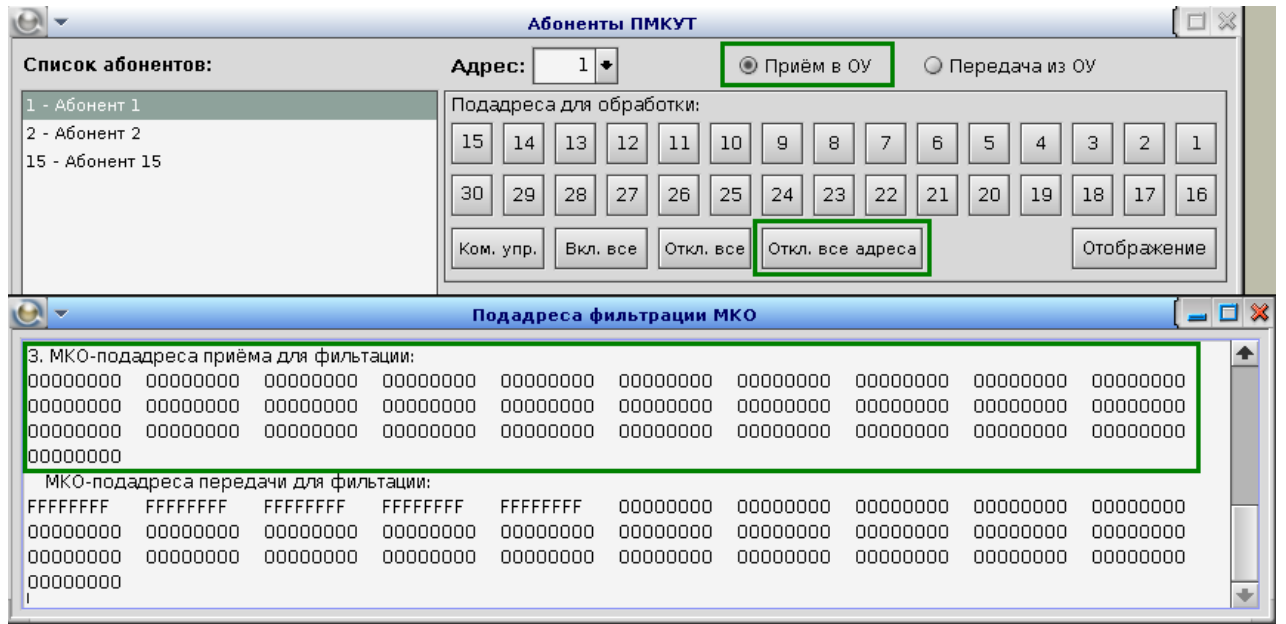 Абоненты ПМКУТ
Список абонентов: Адрес: 1 Приём в ОУ Передача из ОУ
1 - Абонент 1
2 - Абонент 2
15 - Абонент 15
Подадреса для обработки:
15 14 13 12 11 10 9 8 7 6 5 4 3 2 1
30 29 28 27 26 25 24 23 22 21 20 19 18 17 16
Ком. упр. Вкл. все Откл. все Откл. все адреса Отображение
Подадреса фильтрации МКО
3. МКО-подадреса приёма для фильтации:
00000000 00000000 00000000 00000000 00000000 00000000 00000000 00000000 00000000 00000000
00000000 00000000 00000000 00000000 00000000 00000000 00000000 00000000 00000000 00000000
00000000 00000000 00000000 00000000 00000000 00000000 00000000 00000000 00000000 00000000
00000000
МКО-подадреса передачи для фильтации:
FFFFFFFF FFFFFFFF FFFFFFFF FFFFFFFF FFFFFFFF 00000000 00000000 00000000 00000000 00000000
00000000 00000000 00000000 00000000 00000000 00000000 00000000 00000000 00000000 00000000
00000000 00000000 00000000 00000000 00000000 00000000 00000000 00000000 00000000 00000000
00000000